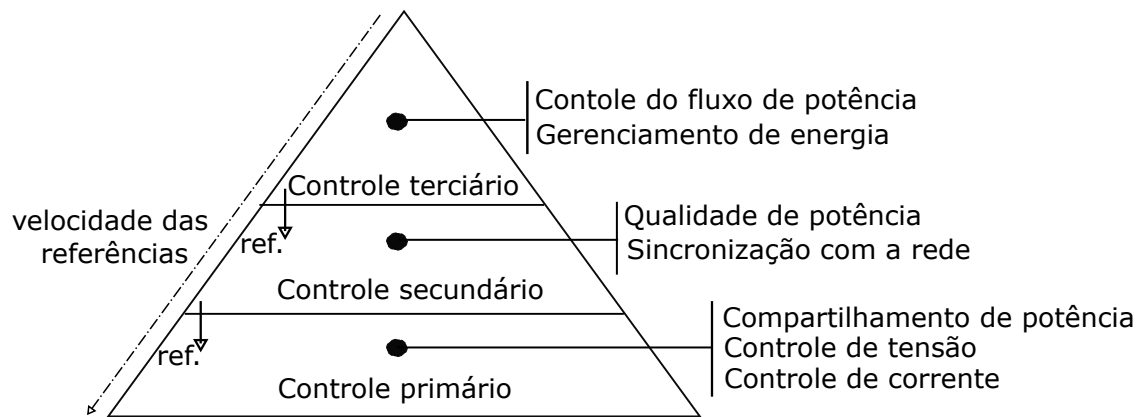 Contole do fluxo de potência
Gerenciamento de energia
Controle terciário
velocidade das
referências
ref.
Qualidade de potência
Sincronização com a rede
Controle secundário
ref.
Compartilhamento de potência
Controle de tensão
Controle de corrente
Controle primário